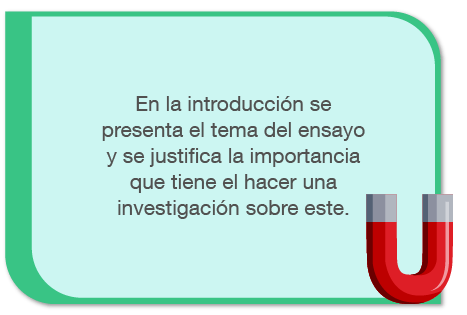 En la introducción se
presenta el tema del ensayo
y se justifica la importancia
que tiene el hacer una
investigación sobre este.